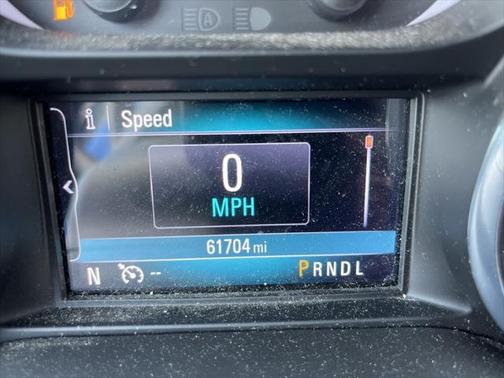 i Speed
0
MPH
61704 mi
N -- PRNDL